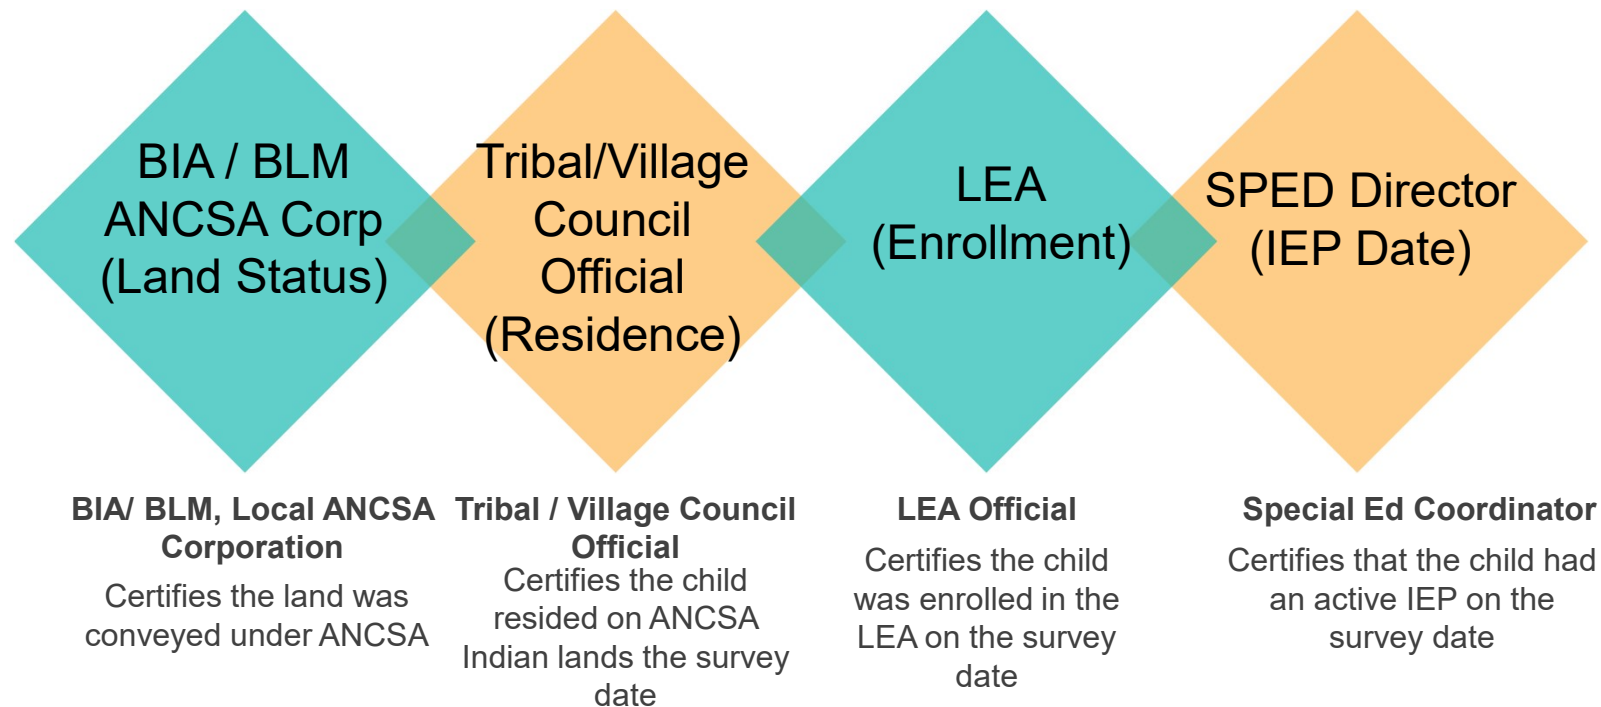 BIA / BLM
ANCSA Corp
(Land Status)
Tribal/Village
Council
Official
(Residence)
LEA
(Enrollment)
SPED Director
(IEP Date)
BIA/ BLM, Local ANCSA
Corporation
Certifies the land was
conveyed under ANCSA
Tribal / Village Council
Official
Certifies the child
resided on ANCSA
Indian lands the survey
date
LEA Official
Certifies the child
was enrolled in the
LEA on the survey
date
Special Ed Coordinator
Certifies that the child had
an active IEP on the
survey date